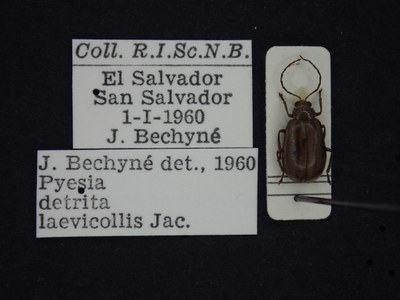 Coll. R.I.Sc.N.B.
El Salvador
San Salvador
1-I-1960
J. Bechyné
J. Bechyné det., 1960
Pyesia
detrita
laevicollis Jac.